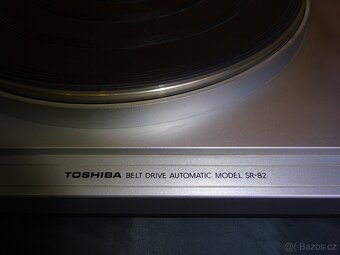 TOSHIBA BELT DRIVE AUTOMATIC MODEL SR-B2
Bazos.cz